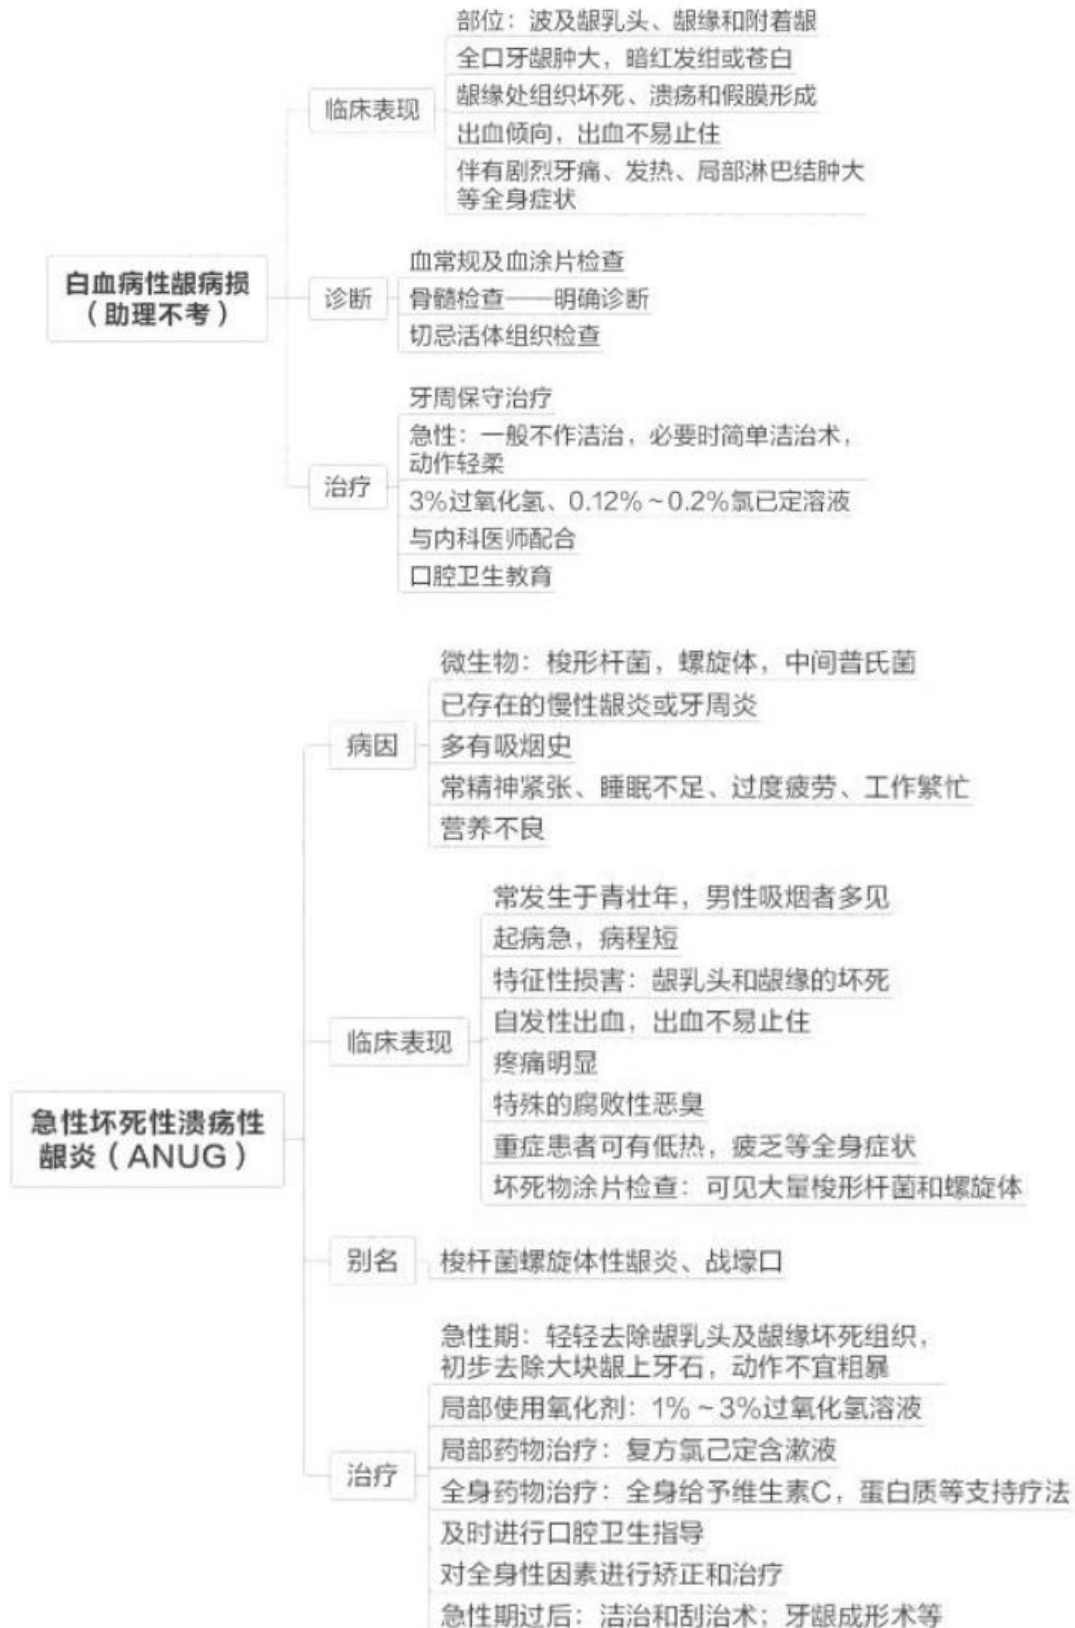 白血病性龈病损
（助理不考）
临床表现
部位：波及龈乳头、龈缘和附着龈
全口牙龈肿大，暗红发绀或苍白
龈缘处组织坏死、溃疡和假膜形成
出血倾向，出血不易止住
伴有剧烈牙痛、发热、局部淋巴结肿大
等全身症状
诊断
血常规及血涂片检查
骨髓检查——明确诊断
切忌活体组织检查
治疗
牙周保守治疗
急性：一般不作洁治，必要时简单洁治术，
动作轻柔
3%过氧化氢、0.12%～0.2%氯已定溶液
与内科医师配合
口腔卫生教育
急性坏死性溃疡性
龈炎（ANUG）
病因
微生物：梭形杆菌，螺旋体，中间普氏菌
已存在的慢性龈炎或牙周炎
多有吸烟史
常精神紧张、睡眠不足、过度疲劳、工作繁忙
营养不良
临床表现
常发生于青壮年，男性吸烟者多见
起病急，病程短
特征性损害：龈乳头和龈缘的坏死
自发性出血，出血不易止住
疼痛明显
特殊的腐败性恶臭
重症患者可有低热，疲乏等全身症状
坏死物涂片检查：可见大量梭形杆菌和螺旋体
别名
梭杆菌螺旋体性龈炎、战壕口
治疗
急性期：轻轻去除龈乳头及龈缘坏死组织，
初步去除大块龈上牙石，动作不宜粗暴
局部使用氧化剂：1%～3%过氧化氢溶液
局部药物治疗：复方氯己定含漱液
全身药物治疗：全身给予维生素C，蛋白质等支持疗法
及时进行口腔卫生指导
对全身性因素进行矫正和治疗
急性期过后：洁治和刮治术；牙龈成形术等